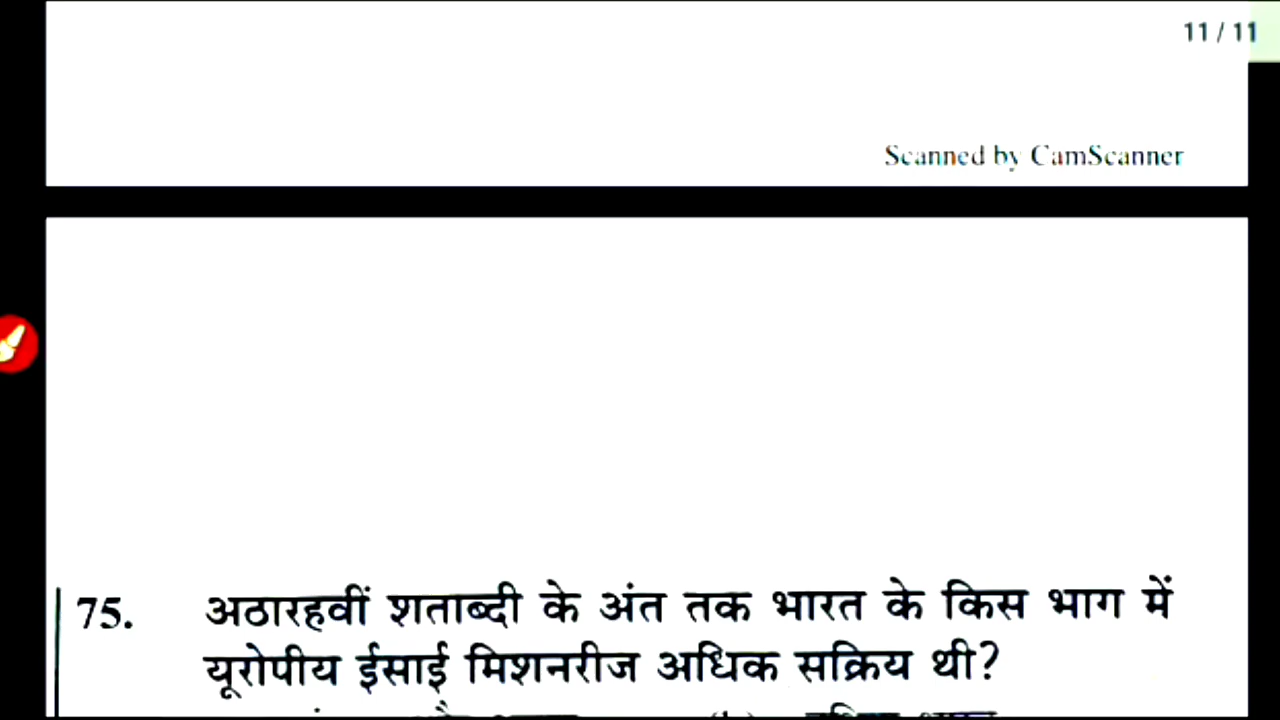 11 / 11
Scanned by CamScanner
75. अठारहवीं शताब्दी के अंत तक भारत के किस भाग में
यूरोपीय ईसाई मिशनरीज अधिक सक्रिय थी?